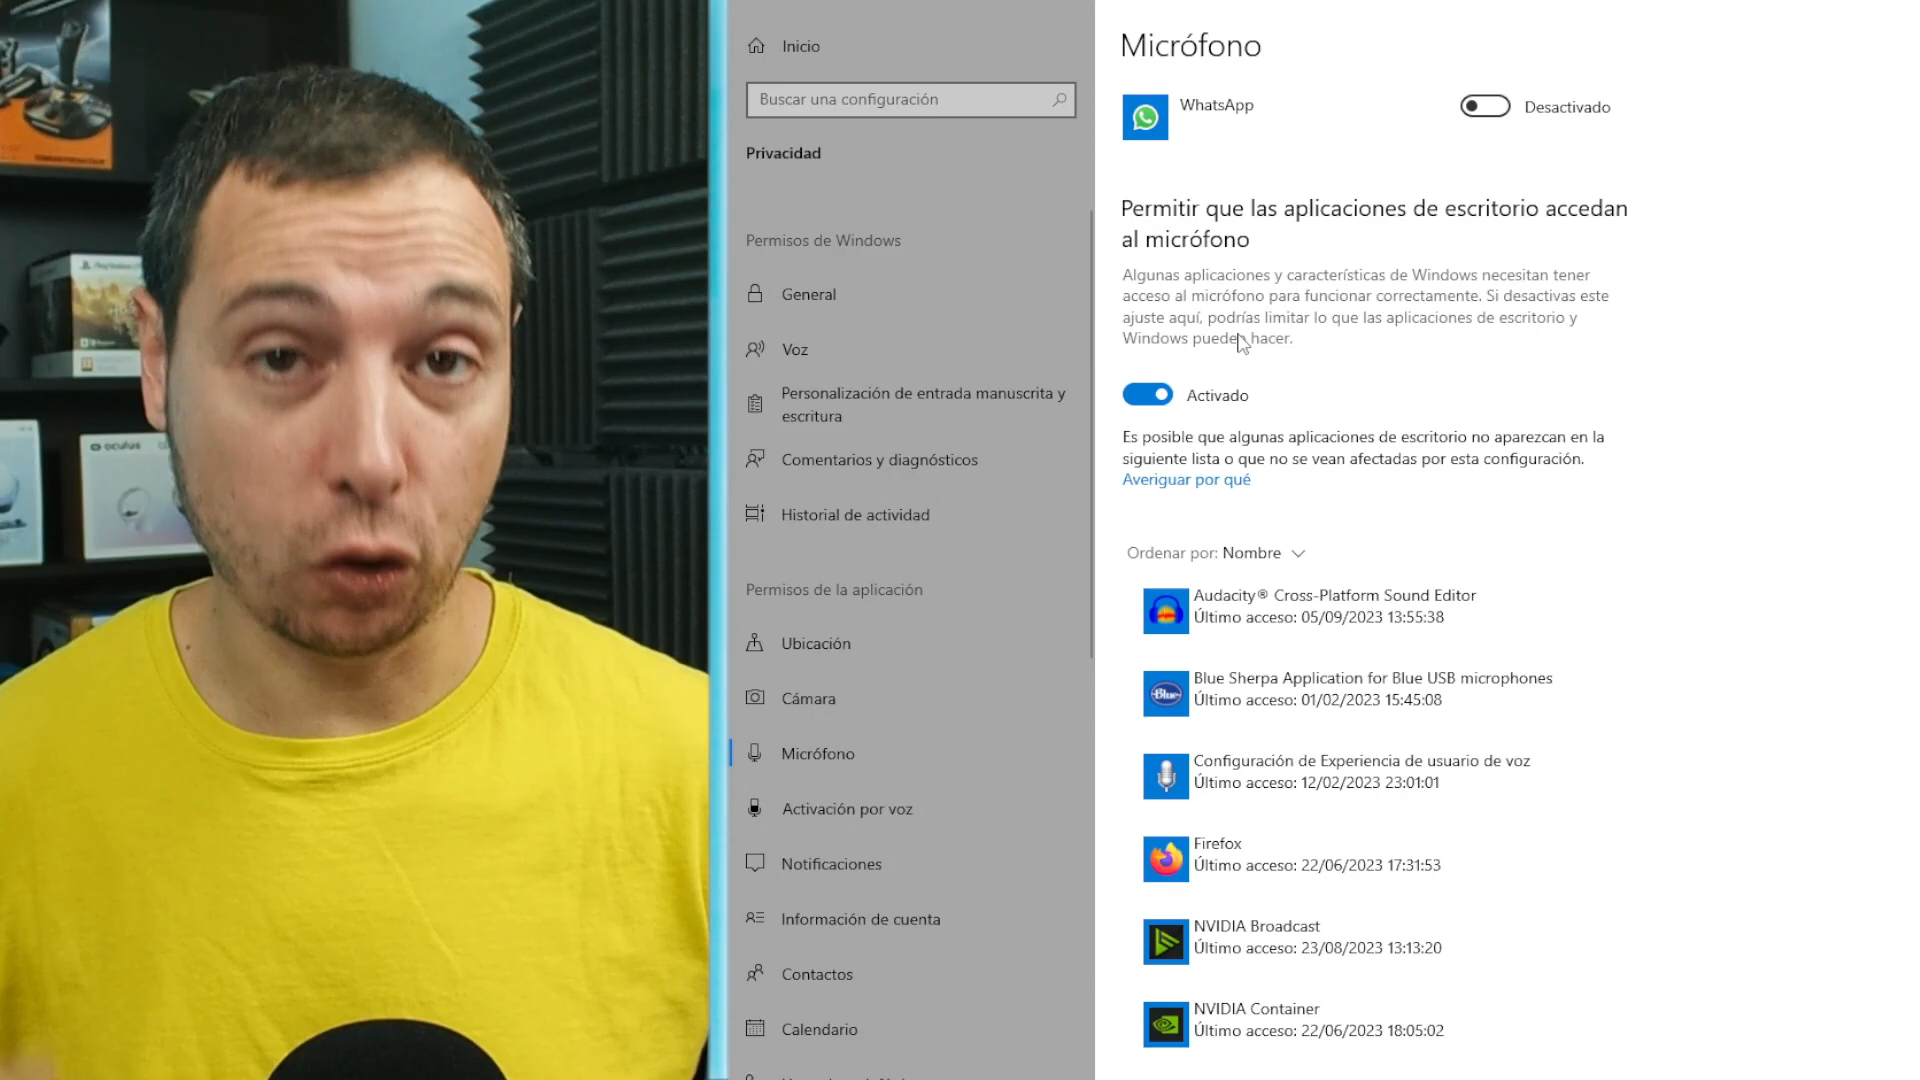 PlayStation
oculus
Inicio
Buscar una configuración
Privacidad
Permisos de Windows
General
Voz
Personalización de entrada manuscrita y
escritura
Comentarios y diagnósticos
Historial de actividad
Permisos de la aplicación
Ubicación
Cámara
Micrófono
Activación por voz
Notificaciones
Información de cuenta
Contactos
Calendario
Micrófono
WhatsApp
Desactivado
Permitir que las aplicaciones de escritorio accedan
al micrófono
Algunas aplicaciones y características de Windows necesitan tener
acceso al micrófono para funcionar correctamente. Si desactivas este
ajuste aquí, podrías limitar lo que las aplicaciones de escritorio y
Windows pueden hacer.
Activado
Es posible que algunas aplicaciones de escritorio no aparezcan en la
siguiente lista o que no se vean afectadas por esta configuración.
Averiguar por qué
Ordenar por: Nombre
Audacity® Cross-Platform Sound Editor
Último acceso: 05/09/2023 13:55:38
Blue
Blue Sherpa Application for Blue USB microphones
Último acceso: 01/02/2023 15:45:08
Configuración de Experiencia de usuario de voz
Último acceso: 12/02/2023 23:01:01
Firefox
Último acceso: 22/06/2023 17:31:53
NVIDIA Broadcast
Último acceso: 23/08/2023 13:13:20
NVIDIA Container
Último acceso: 22/06/2023 18:05:02